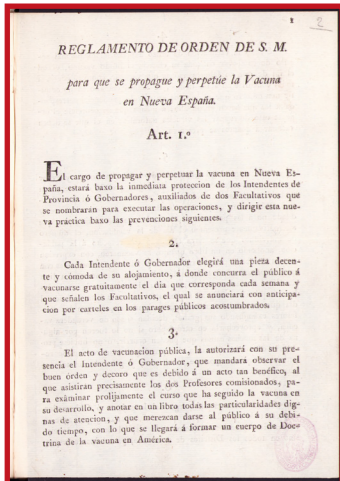 1
2
REGLAMENTO DE ORDEN DE S. M.
para que se propague y perpetúe la Vacuna
en Nueva España.
Art. 1.º
El cargo de propagar y perpetuar la vacuna en Nueva Es-
paña, estará baxo la inmediata proteccion de los Intendentes de
Provincia ó Gobernadores, auxîliados de dos Facultativos que
se nombraran para executar las operaciones, y dirigir esta nue-
va práctica baxo las prevenciones siguientes.
2.
Cada Intendente ó Gobernador elegirá una pieza decen-
te y cómoda de su alojamiento, á donde concurra el público á
vacunarse gratuitamente el dia que corresponda cada semana y
que señalen los Facultativos, el qual se anunciará con anticipa-
cion por carteles en los parages públicos acostumbrados.
3.
El acto de vacunacion pública, la autorizará con su pre-
sencia el Intendente ó Gobernador, que mandará observar el
buen orden y decoro que es debido á un acto tan benéfico, al
que asistiran precisamente los dos Profesores comisionados, pa-
ra exâminar prolijamente el curso que ha seguido la vacuna en
su desarrollo, y anotar en un libro todas las particularidades dig-
nas de atencion, y que merezcan darse al público á su debi-
do tiempo, con lo que se llegará á formar un cuerpo de Doc-
trina de la vacuna en América.